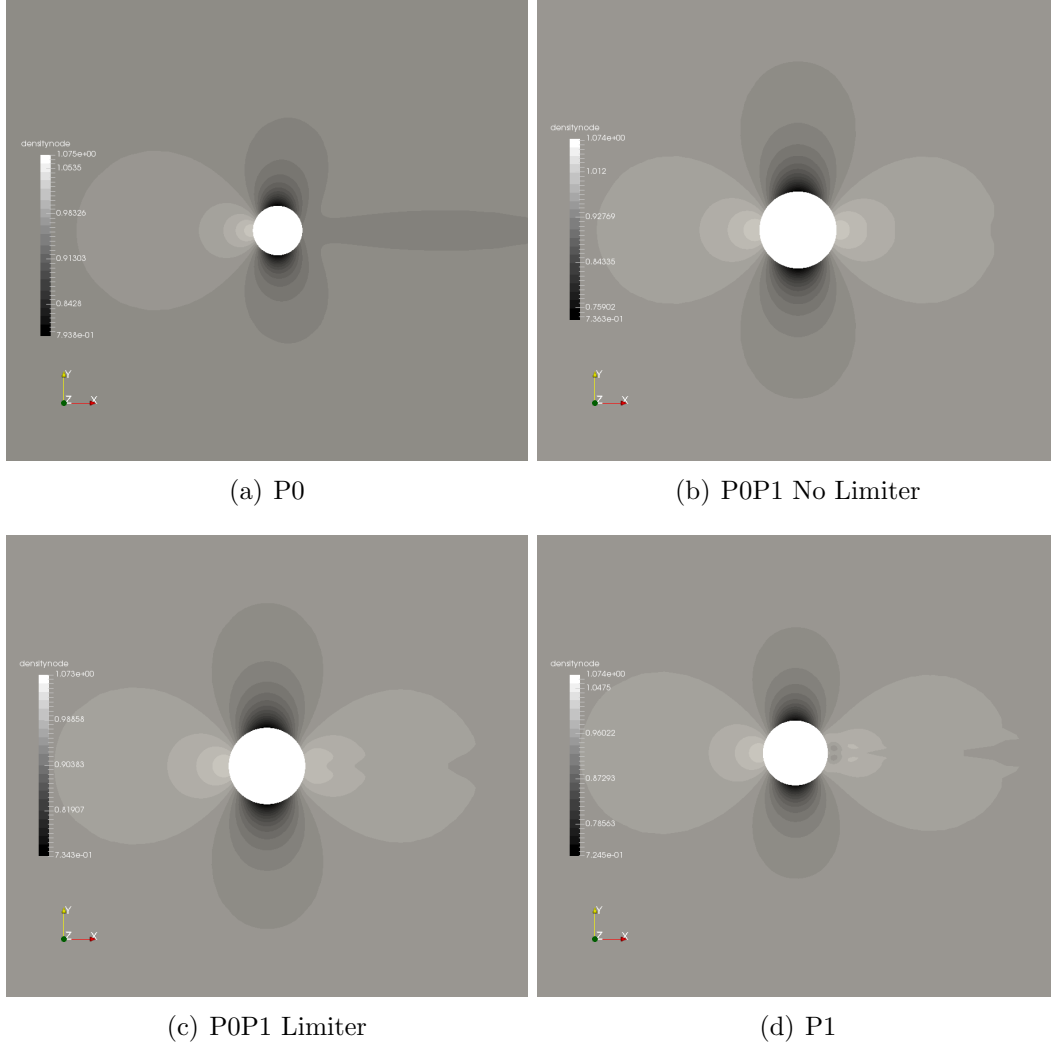 densitynode
1.075e+00
1.0535
0.98326
0.91303
0.8428
7.938e-01
Y
Z X
(a) P0
densitynode
1.074e+00
1.012
0.92769
0.84335
0.75902
7.363e-01
Y
Z X
(b) P0P1 No Limiter
densitynode
1.073e+00
0.98858
0.90383
0.81907
7.343e-01
Y
Z X
(c) P0P1 Limiter
densitynode
1.074e+00
1.0475
0.96022
0.87293
0.78563
7.245e-01
Y
Z X
(d) P1